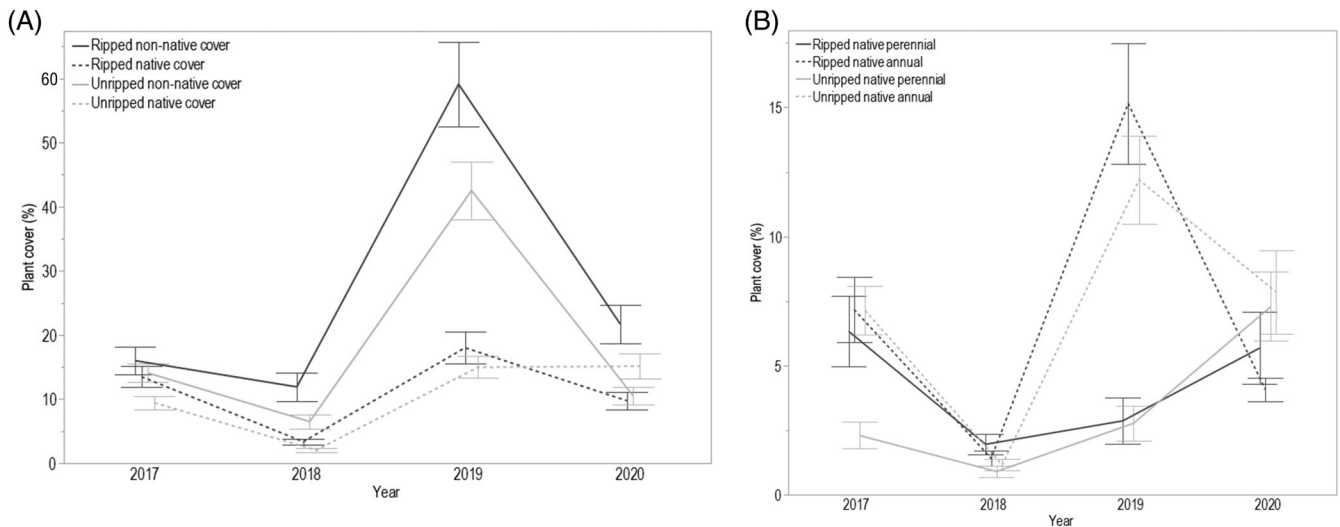 (A)
Ripped non-native cover
Ripped native cover
Unripped non-native cover
Unripped native cover
60
50
40
30
20
10
0
Plant cover (%)
2017 2018 2019 2020
Year
(B)
Ripped native perennial
Ripped native annual
Unripped native perennial
Unripped native annual
15
10
5
0
Plant cover (%)
2017 2018 2019 2020
Year